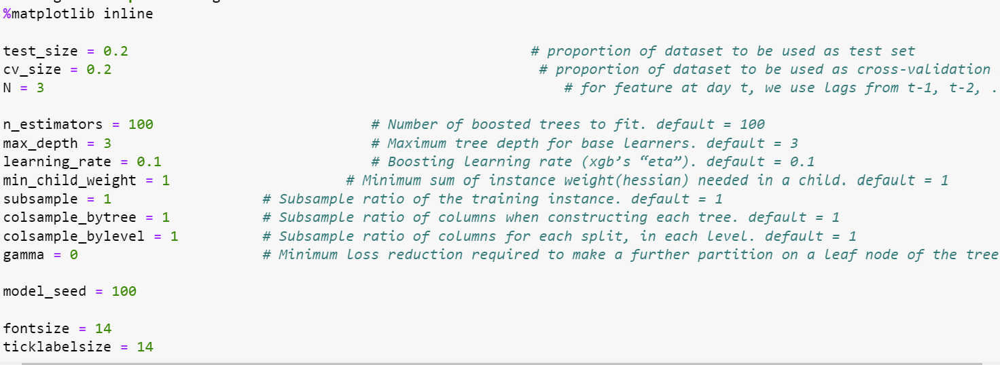 %matplotlib inline
test_size = 0.2 # proportion of dataset to be used as test set
cv_size = 0.2 # proportion of dataset to be used as cross-validation
N = 3 # for feature at day t, we use lags from t-1, t-2, .
n_estimators = 100 # Number of boosted trees to fit. default = 100
max_depth = 3 # Maximum tree depth for base learners. default = 3
learning_rate = 0.1 # Boosting learning rate (xgb’s “eta”). default = 0.1
min_child_weight = 1 # Minimum sum of instance weight(hessian) needed in a child. default = 1
subsample = 1 # Subsample ratio of the training instance. default = 1
colsample_bytree = 1 # Subsample ratio of columns when constructing each tree. default = 1
colsample_bylevel = 1 # Subsample ratio of columns for each split, in each level. default = 1
gamma = 0 # Minimum loss reduction required to make a further partition on a leaf node of the tree
model_seed = 100
fontsize = 14
ticklabelsize = 14